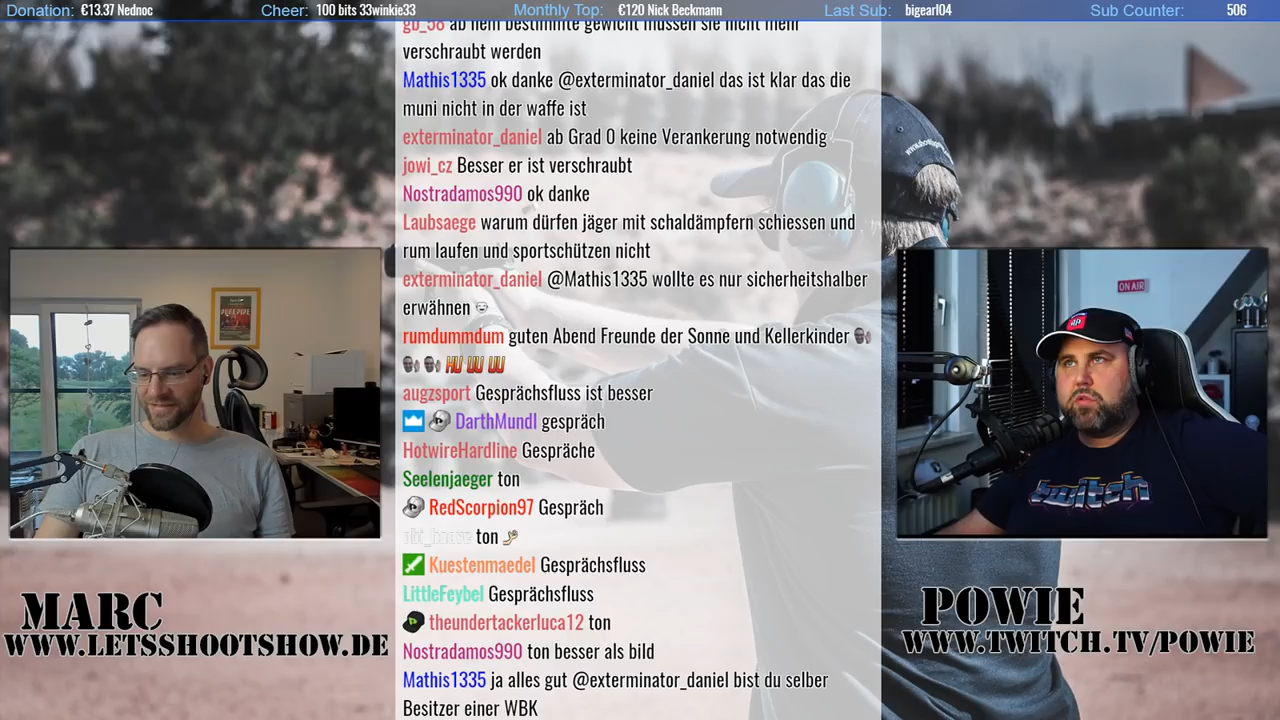 Donation: €13.37 Nednoc Cheer: 100 bits 33winkie33 Monthly Top: €120 Nick Beckmann Last Sub: bigearl04 Sub Counter: 506
gb_58 ab nem bestimmte gewicht müssen sie nicht mehr
verschraubt werden
Mathis1335 ok danke @exterminator_daniel das ist klar das die
muni nicht in der waffe ist
exterminator_daniel ab Grad 0 keine Verankerung notwendig
jowi_cz Besser er ist verschraubt
Nostradamos990 ok danke
Laubsaege warum dürfen jäger mit schaldämpfern schiessen und
rum laufen und sportschützen nicht
exterminator_daniel @Mathis1335 wollte es nur sicherheitshalber
erwähnen
rumdummdum guten Abend Freunde der Sonne und Kellerkinder
HU UU UU
augzsport Gesprächsfluss ist besser
DarthMundl gespräch
HotwireHardline Gespräche
Seelenjaeger ton
RedScorpion97 Gespräch
ton
Kuestenmaedel Gesprächsfluss
LittleFeybel Gesprächsfluss
theundertackerluca12 ton
Nostradamos990 ton besser als bild
Mathis1335 ja alles gut @exterminator_daniel bist du selber
Besitzer einer WBK
ON AIR
twitch
MARC
WWW.LETSSHOOTSHOW.DE
POWIE
WWW.TWITCH.TV/POWIE